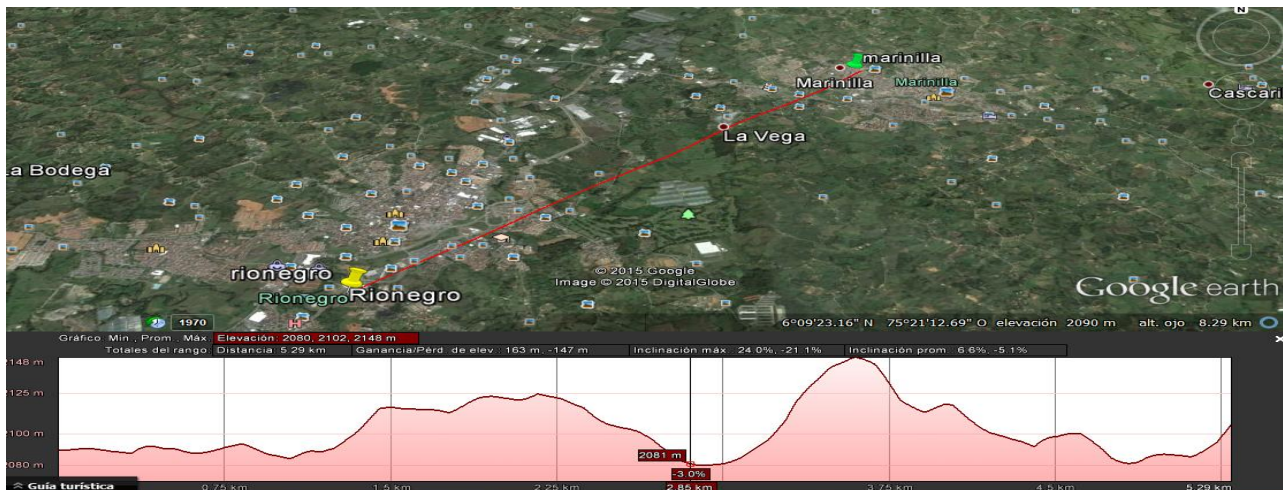 N
marinilla
Marinilla Marinilla
Cascari
La Vega
La Bodega
rionegro
Rionegro Rionegro
© 2015 Google
Image © 2015 DigitalGlobe
Google earth
1970
6°09'23.16" N 75°21'12.69" O elevación 2090 m alt. ojo 8.29 km
Gráfico Mín., Prom. Máx. Elevación: 2080, 2102, 2148 m
Totales del rango: Distancia: 5.29 km Ganancia/Pérd. de elev.: 163 m, -147 m Inclinación máx. 24.0%, -21.1% Inclinación prom. 6.6%, -5.1%
2148 m
2125 m
2100 m
2081 m
2080 m
-3.0%
Guía turística 0.75 km 1.5 km 2.25 km 2.85 km 3.75 km 4.5 km 5.29 km